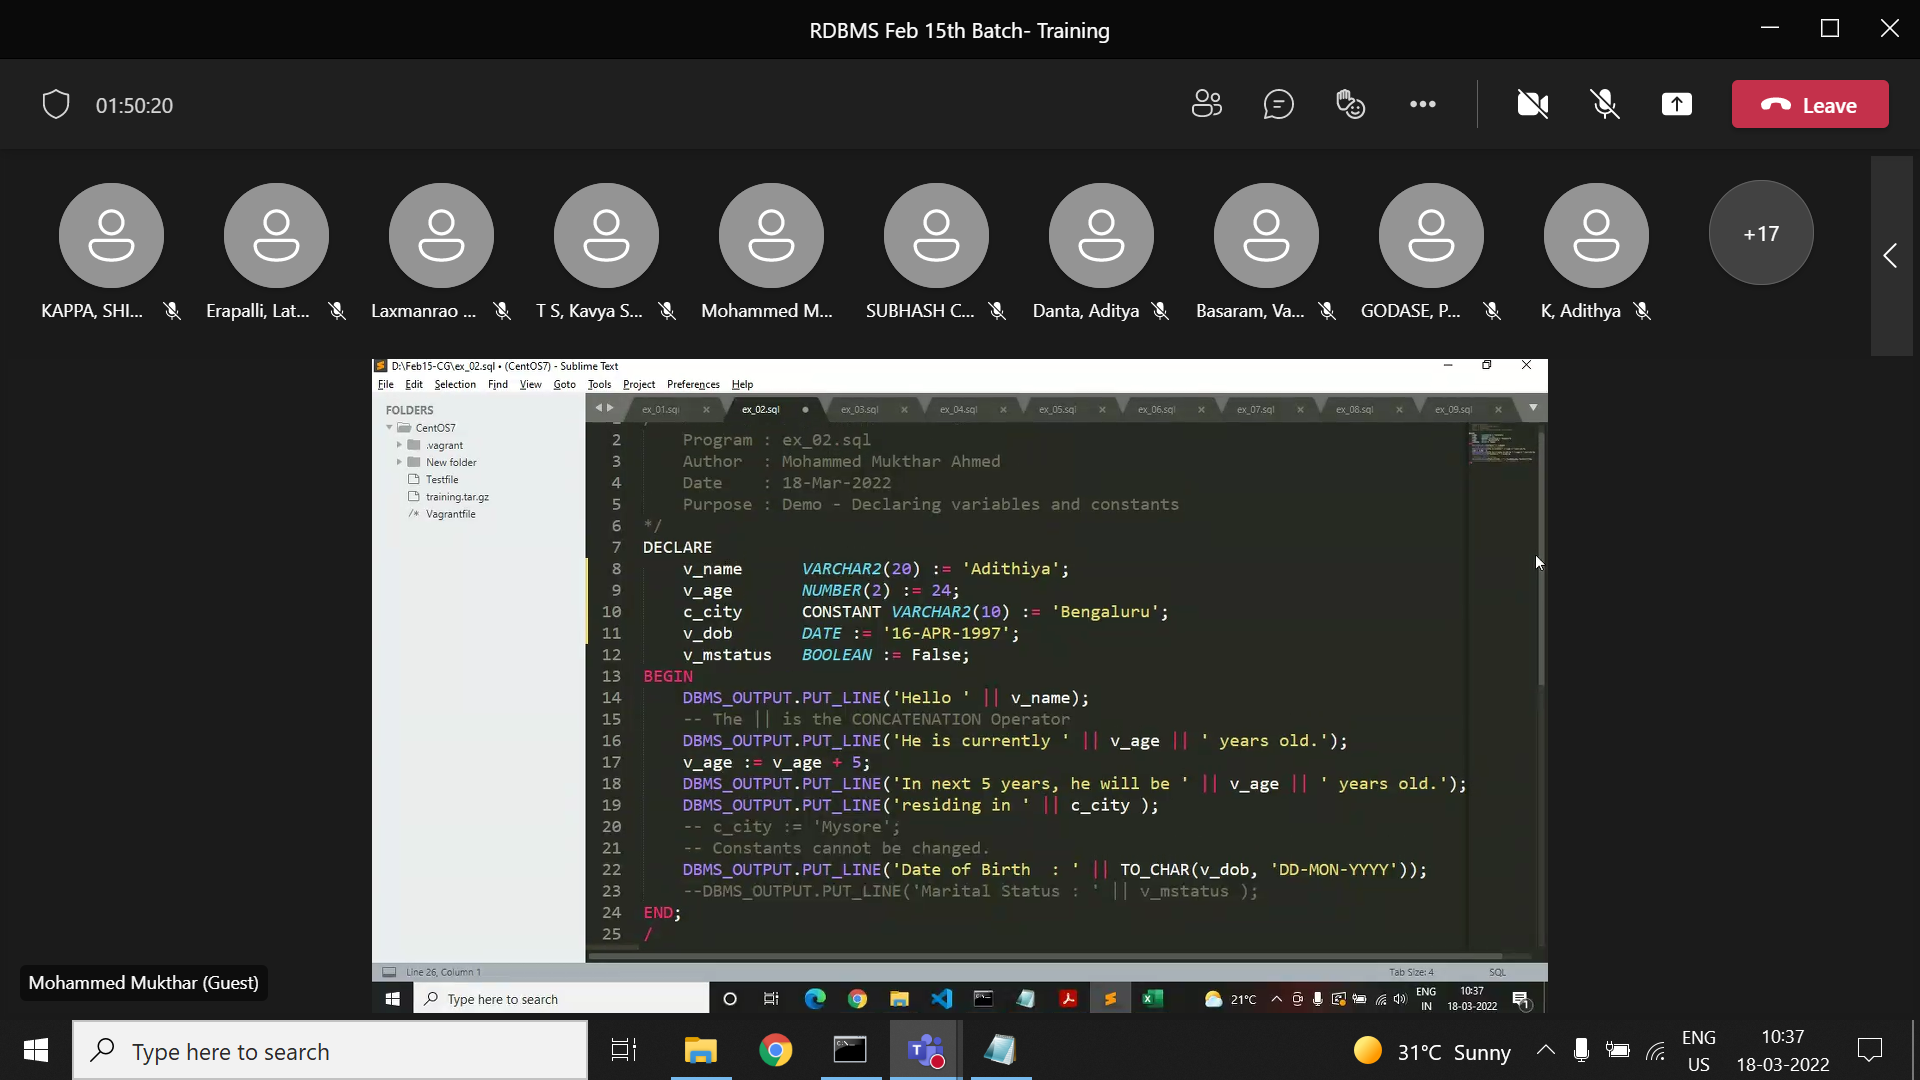 RDBMS Feb 15th Batch- Training
01:50:20
Leave
KAPPA, SHI...
Erapalli, Lat...
Laxmanrao ...
T S, Kavya S...
Mohammed M...
SUBHASH C...
Danta, Aditya
Basaram, Va...
GODASE, P...
K, Adithya
+17
D:\Feb15-CG\ex_02.sql • (CentOS7) - Sublime Text
File Edit Selection Find View Goto Tools Project Preferences Help
FOLDERS
CentOS7
.vagrant
New folder
Testfile
training.tar.gz
/* Vagrantfile
ex_01.sql ex_02.sql ex_03.sql ex_04.sql ex_05.sql ex_06.sql ex_07.sql ex_08.sql ex_09.sql
2 Program : ex_02.sql
3 Author : Mohammed Mukthar Ahmed
4 Date : 18-Mar-2022
5 Purpose : Demo - Declaring variables and constants
6 */
7 DECLARE
8 v_name VARCHAR2(20) := 'Adithiya';
9 v_age NUMBER(2) := 24;
10 c_city CONSTANT VARCHAR2(10) := 'Bengaluru';
11 v_dob DATE := '16-APR-1997';
12 v_mstatus BOOLEAN := False;
13 BEGIN
14 DBMS_OUTPUT.PUT_LINE('Hello ' || v_name);
15 -- The || is the CONCATENATION Operator
16 DBMS_OUTPUT.PUT_LINE('He is currently ' || v_age || ' years old.');
17 v_age := v_age + 5;
18 DBMS_OUTPUT.PUT_LINE('In next 5 years, he will be ' || v_age || ' years old.');
19 DBMS_OUTPUT.PUT_LINE('residing in ' || c_city );
20 -- c_city := 'Mysore';
21 -- Constants cannot be changed.
22 DBMS_OUTPUT.PUT_LINE('Date of Birth : ' || TO_CHAR(v_dob, 'DD-MON-YYYY'));
23 --DBMS_OUTPUT.PUT_LINE('Marital Status : ' || v_mstatus );
24 END;
25 /
Line 26, Column 1
Tab Size: 4
SQL
Mohammed Mukthar (Guest)
Type here to search
21°C
ENG
IN
10:37
18-03-2022
1
Type here to search
31°C Sunny
ENG
US
10:37
18-03-2022